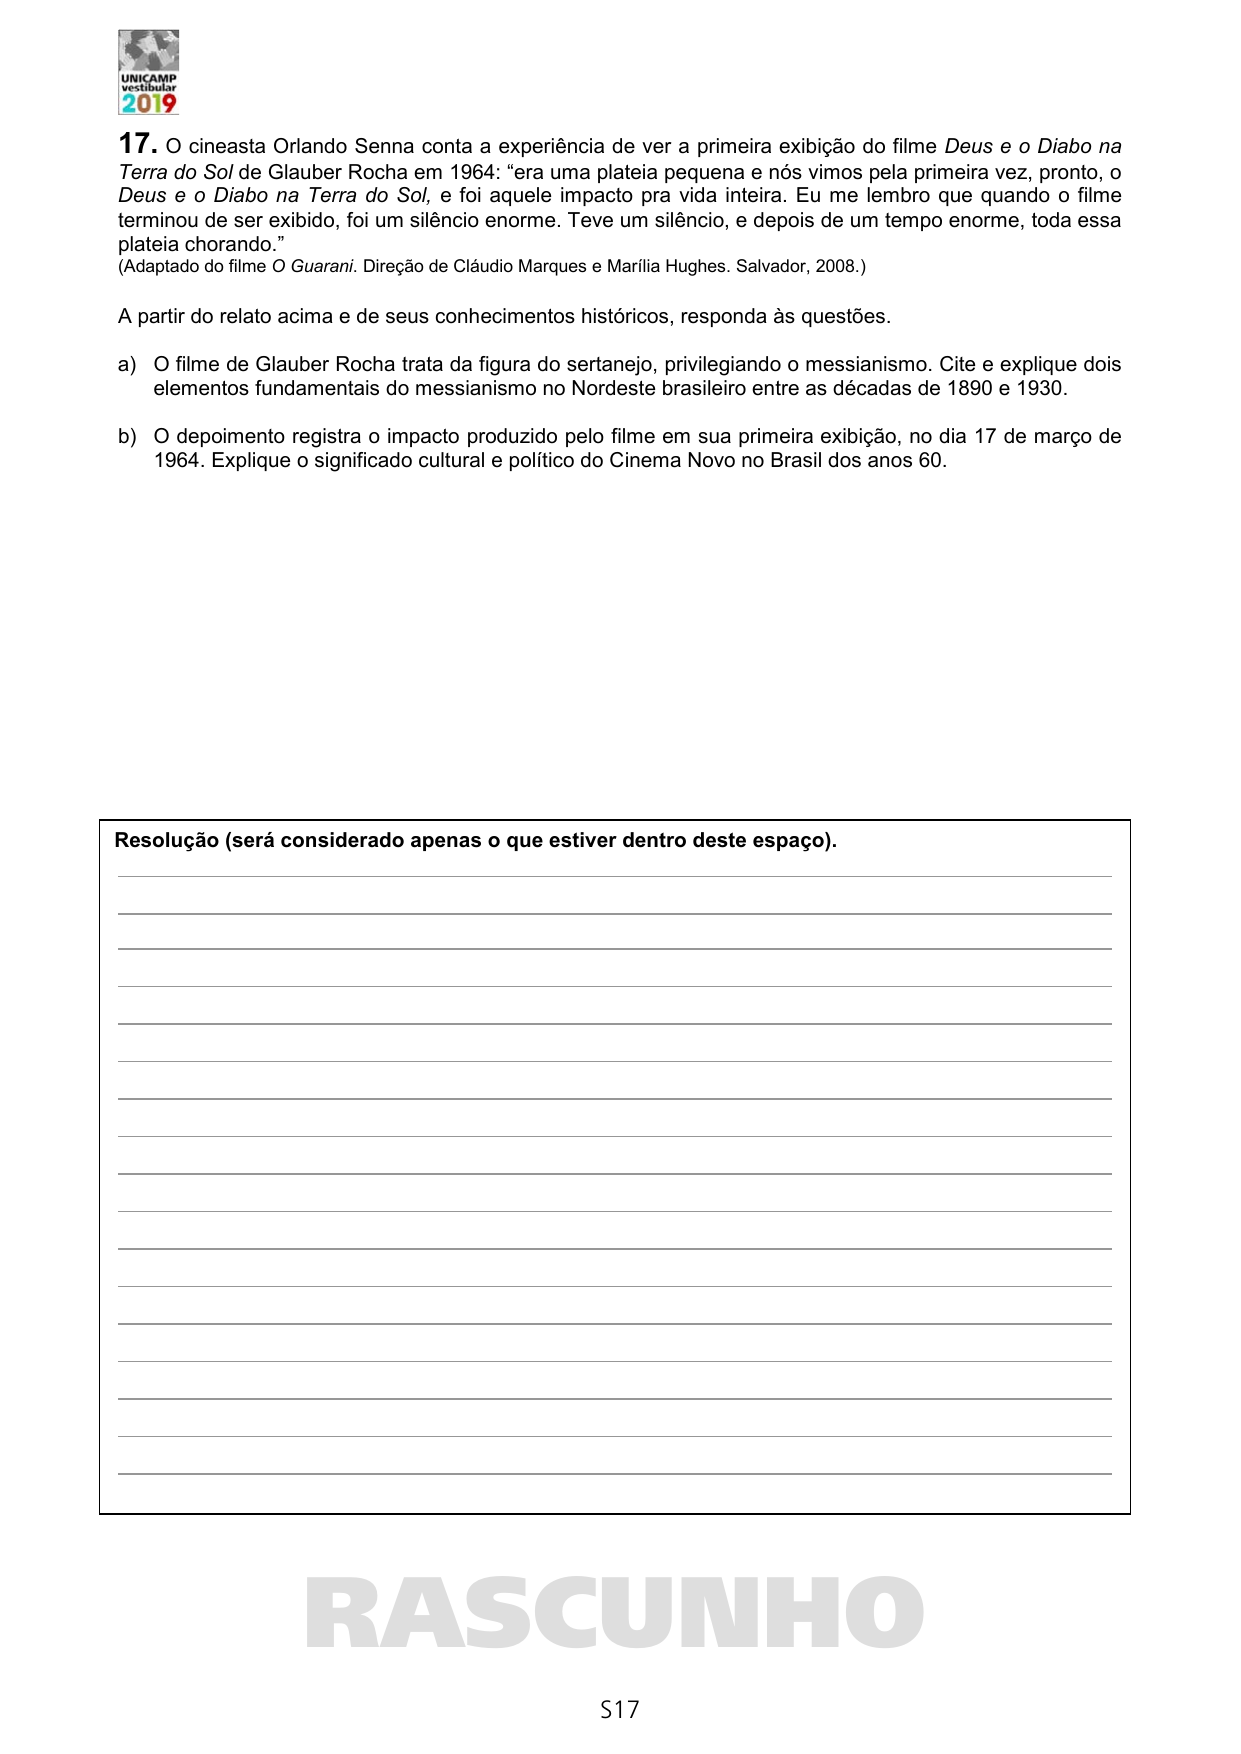 UNICAMP
vestibular
2019
17. O cineasta Orlando Senna conta a experiência de ver a primeira exibição do filme Deus e o Diabo na
Terra do Sol de Glauber Rocha em 1964: “era uma plateia pequena e nós vimos pela primeira vez, pronto, o
Deus e o Diabo na Terra do Sol, e foi aquele impacto pra vida inteira. Eu me lembro que quando o filme
terminou de ser exibido, foi um silêncio enorme. Teve um silêncio, e depois de um tempo enorme, toda essa
plateia chorando.”
(Adaptado do filme O Guarani. Direção de Cláudio Marques e Marília Hughes. Salvador, 2008.)
A partir do relato acima e de seus conhecimentos históricos, responda às questões.
a) O filme de Glauber Rocha trata da figura do sertanejo, privilegiando o messianismo. Cite e explique dois
elementos fundamentais do messianismo no Nordeste brasileiro entre as décadas de 1890 e 1930.
b) O depoimento registra o impacto produzido pelo filme em sua primeira exibição, no dia 17 de março de
1964. Explique o significado cultural e político do Cinema Novo no Brasil dos anos 60.
Resolução (será considerado apenas o que estiver dentro deste espaço).
RASCUNHO
S17